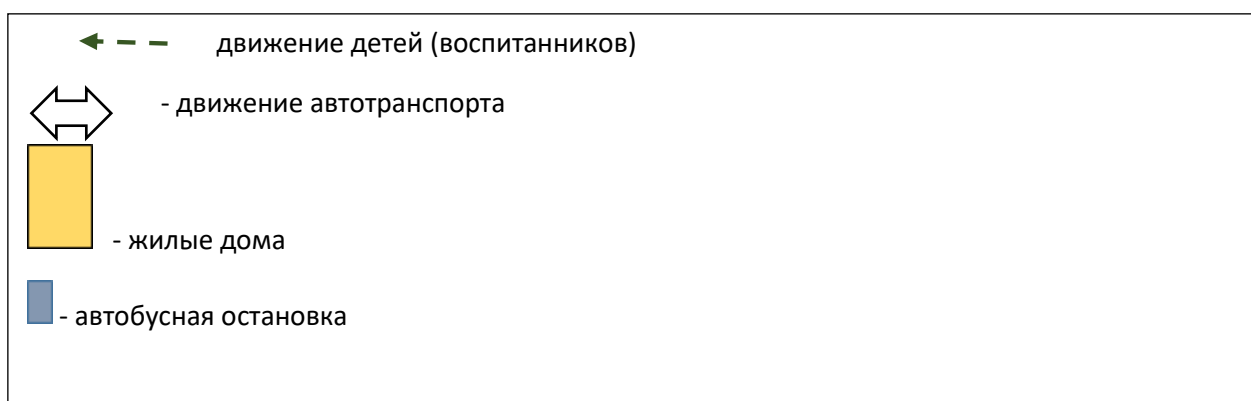 движение детей (воспитанников)
- движение автотранспорта
- жилые дома
- автобусная остановка